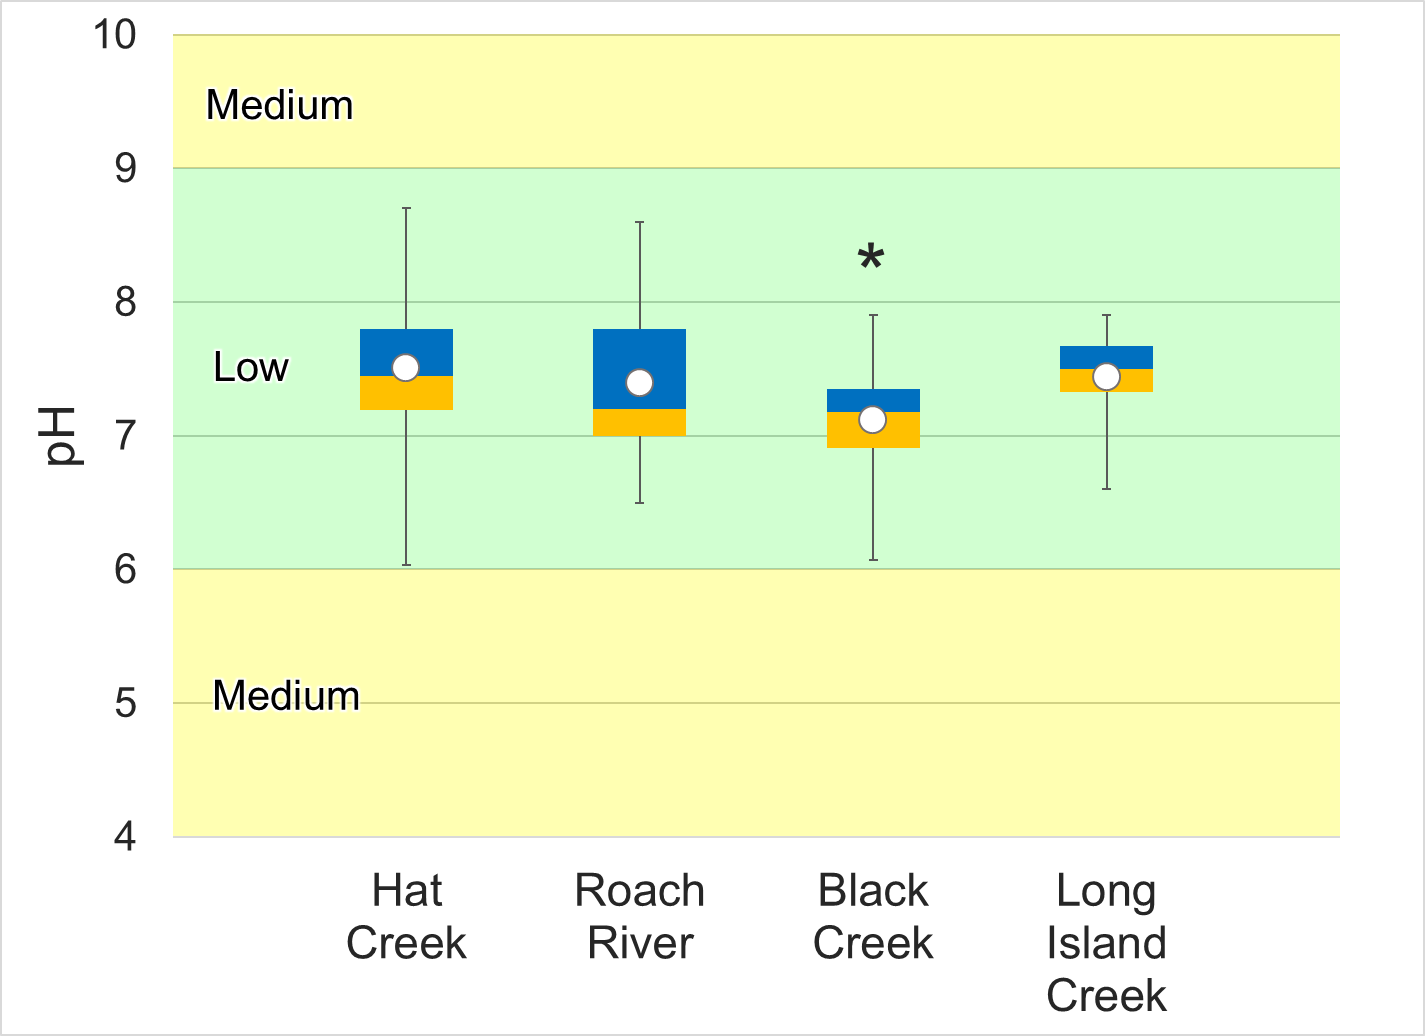 10
Medium
9
*
8
Low
7
pH
6
5
Medium
4
Hat
Creek
Roach
River
Black
Creek
Long
Island
Creek